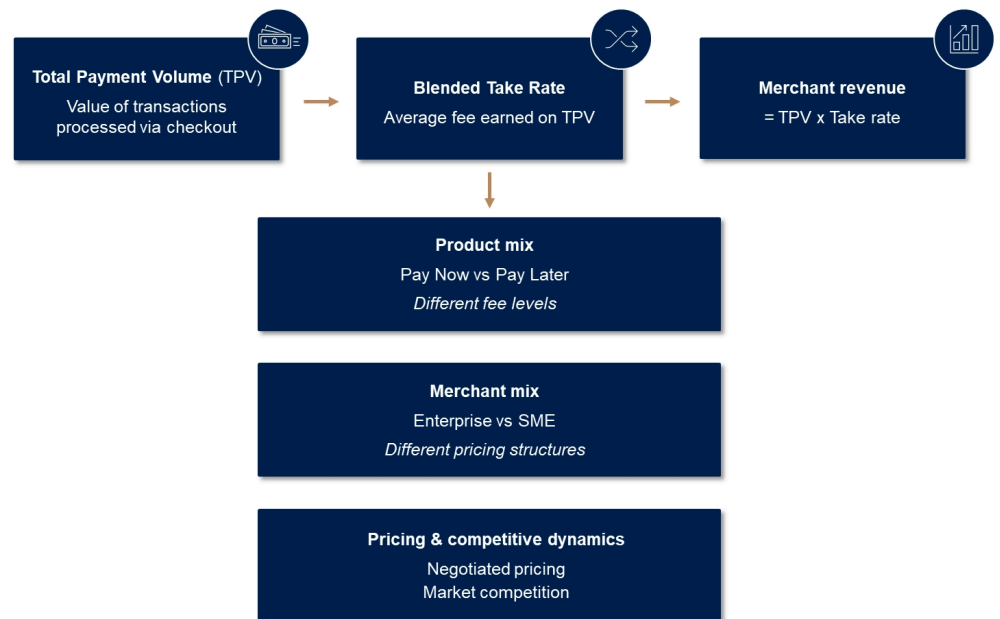 Total Payment Volume (TPV)
Value of transactions
processed via checkout
Blended Take Rate
Average fee earned on TPV
Merchant revenue
= TPV x Take rate
Product mix
Pay Now vs Pay Later
Different fee levels
Merchant mix
Enterprise vs SME
Different pricing structures
Pricing & competitive dynamics
Negotiated pricing
Market competition